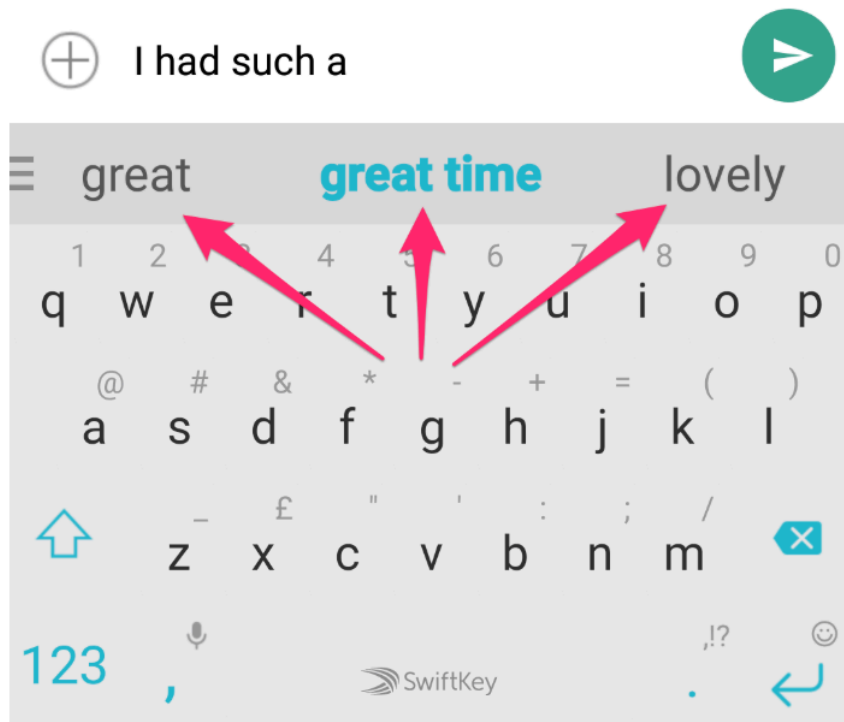 I had such a
great great time lovely
1 2 3 4 5 6 7 8 9 0
q w e r t y u i o p
@ # & * - + = ( )
a s d f g h j k l
_ £ " ' : ; /
z x c v b n m
,!?
123 , SwiftKey .